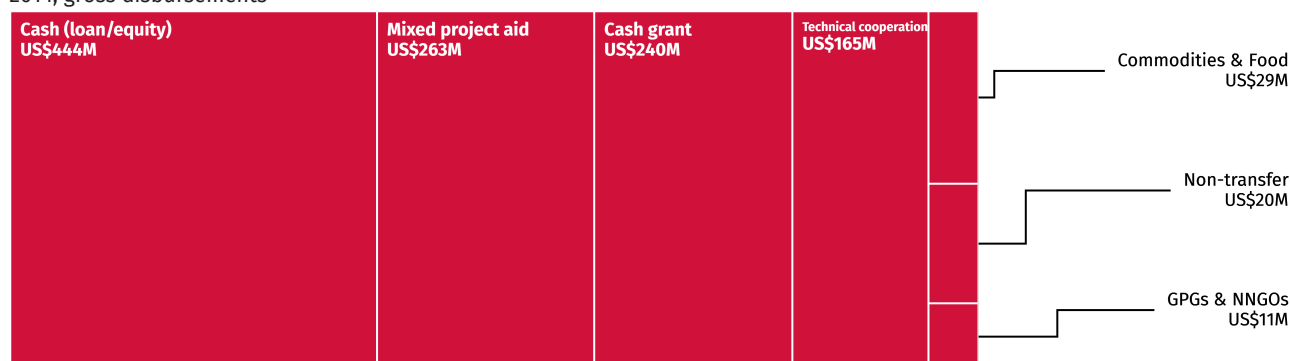 Cash (loan/equity)
US$444M
Mixed project aid
US$263M
Cash grant
US$240M
Technical cooperation
US$165M
Commodities & Food
US$29M
Non-transfer
US$20M
GPGs & NNGOs
US$11M